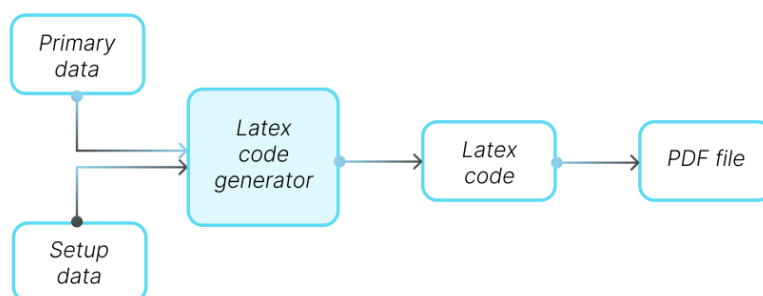 Primary
data
Latex
code
generator
Latex
code
PDF file
Setup
data